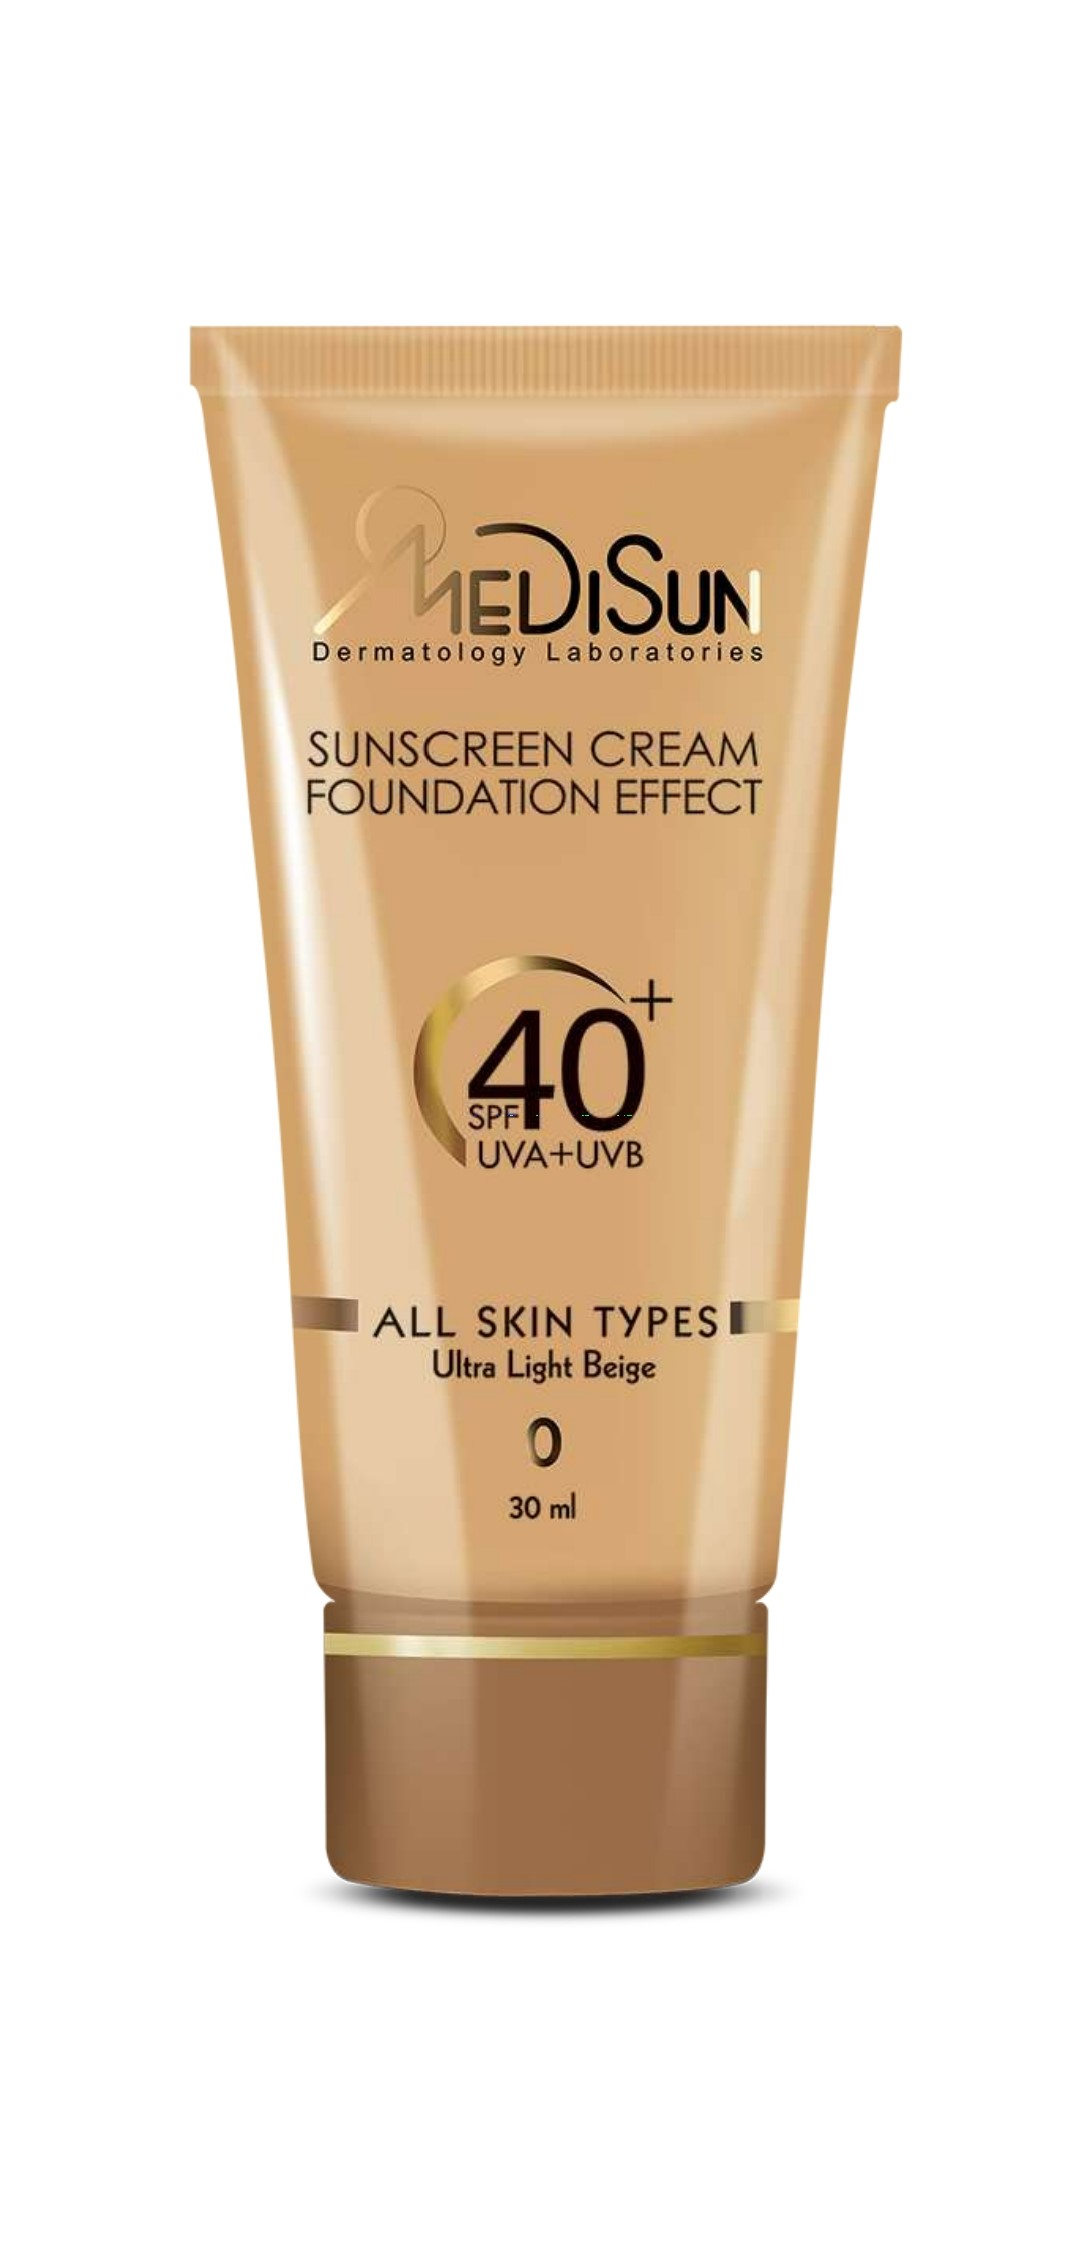 MEDISUN
Dermatology Laboratories
SUNSCREEN CREAM
FOUNDATION EFFECT
40+
SPF
UVA+UVB
ALL SKIN TYPES
Ultra Light Beige
0
30 ml